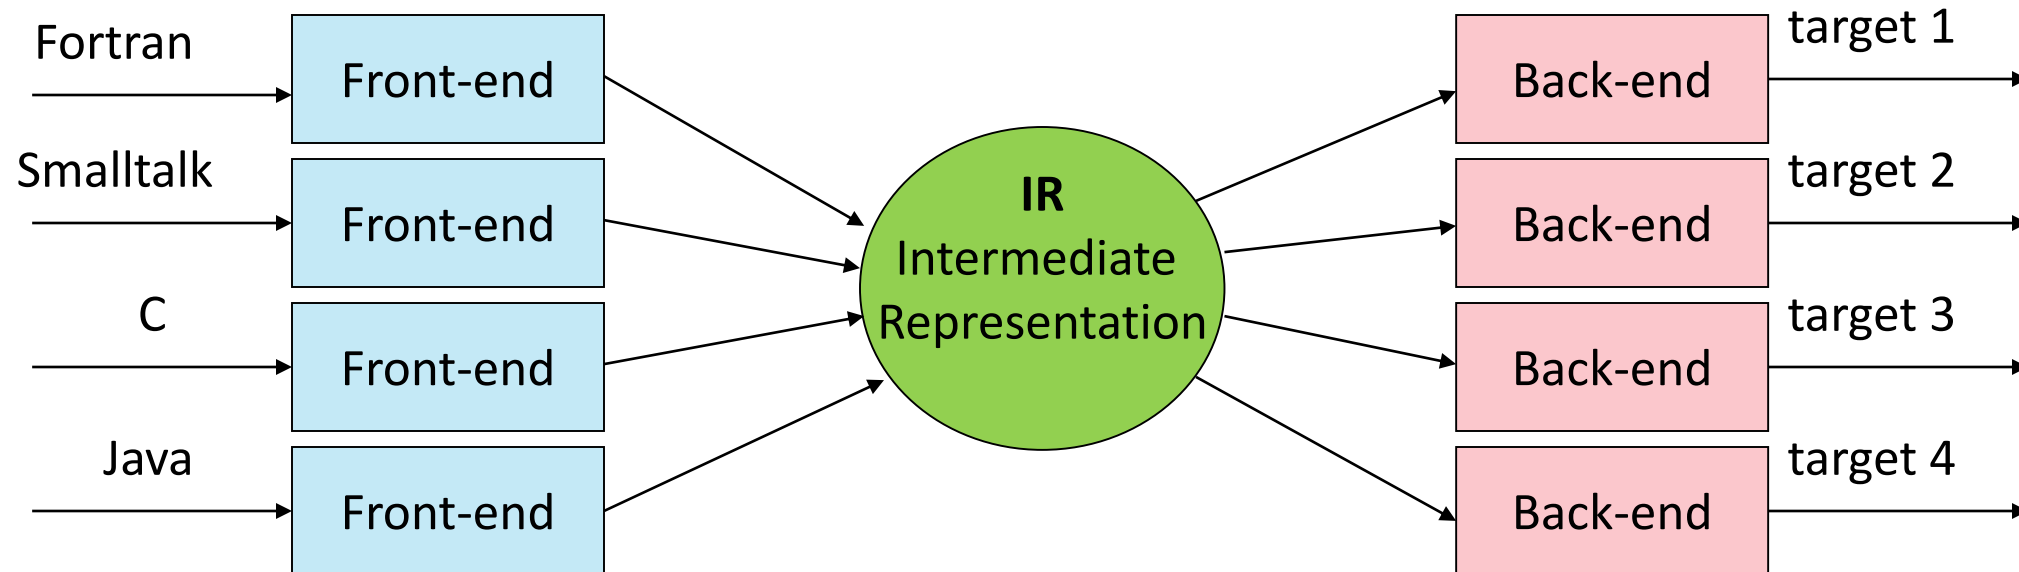 Fortran
Front-end
Smalltalk
Front-end
C
Front-end
Java
Front-end
IR
Intermediate
Representation
Back-end
target 1
Back-end
target 2
Back-end
target 3
Back-end
target 4